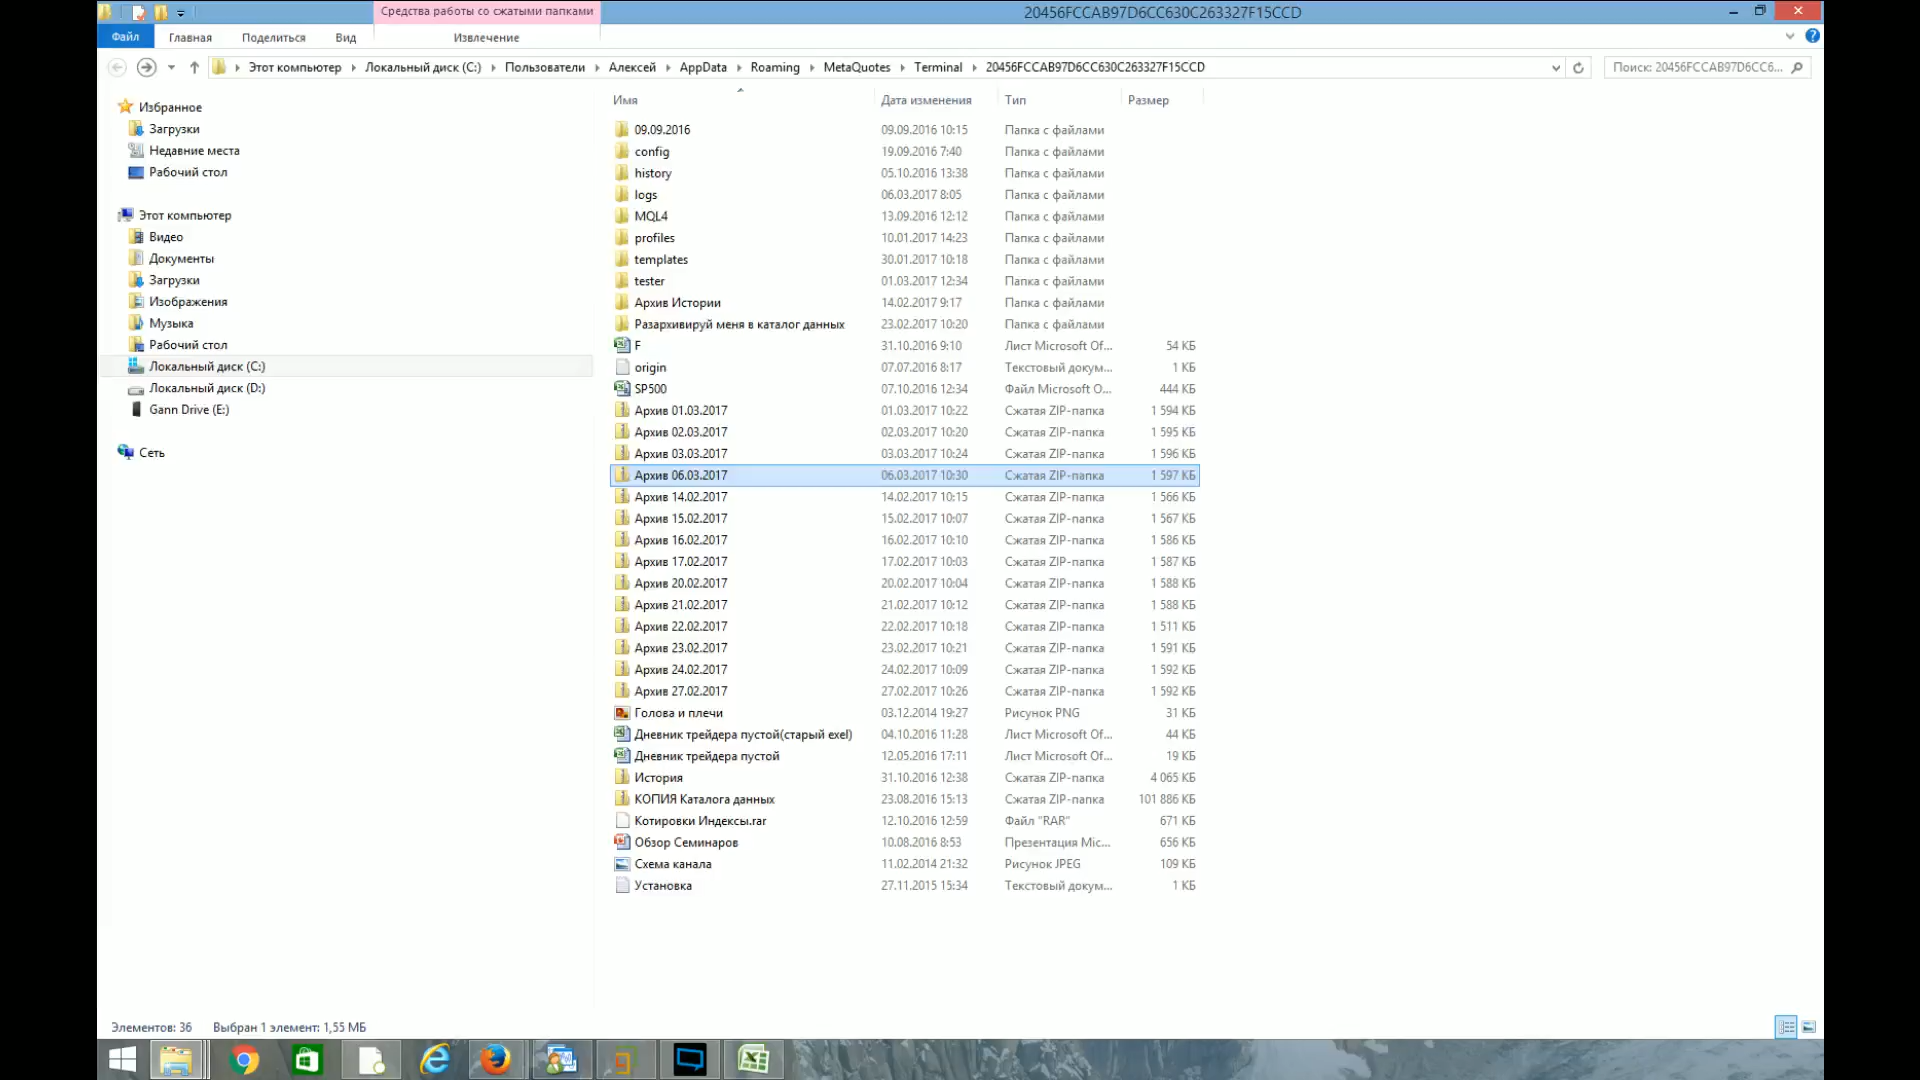 Средства работы со сжатыми папками
20456FCCAB97D6CC630C263327F15CCD
Файл Главная Поделиться Вид Извлечение
Этот компьютер Локальный диск (C:) Пользователи Алексей AppData Roaming MetaQuotes Terminal 20456FCCAB97D6CC630C263327F15CCD Поиск: 20456FCCAB97D6CC6...
Избранное
Загрузки
Недавние места
Рабочий стол
Этот компьютер
Видео
Документы
Загрузки
Изображения
Музыка
Рабочий стол
Локальный диск (C:)
Локальный диск (D:)
Gann Drive (E:)
Сеть
Имя Дата изменения Тип Размер
09.09.2016 09.09.2016 10:15 Папка с файлами
config 19.09.2016 7:40 Папка с файлами
history 05.10.2016 13:38 Папка с файлами
logs 06.03.2017 8:05 Папка с файлами
MQL4 13.09.2016 12:12 Папка с файлами
profiles 10.01.2017 14:23 Папка с файлами
templates 30.01.2017 10:18 Папка с файлами
tester 01.03.2017 12:34 Папка с файлами
Архив Истории 14.02.2017 9:17 Папка с файлами
Разархивируй меня в каталог данных 23.02.2017 10:20 Папка с файлами
F 31.10.2016 9:10 Лист Microsoft Of... 54 КБ
origin 07.07.2016 8:17 Текстовый докум... 1 КБ
SP500 07.10.2016 12:34 Файл Microsoft O... 444 КБ
Архив 01.03.2017 01.03.2017 10:22 Сжатая ZIP-папка 1 594 КБ
Архив 02.03.2017 02.03.2017 10:20 Сжатая ZIP-папка 1 595 КБ
Архив 03.03.2017 03.03.2017 10:24 Сжатая ZIP-папка 1 596 КБ
Архив 06.03.2017 06.03.2017 10:30 Сжатая ZIP-папка 1 597 КБ
Архив 14.02.2017 14.02.2017 10:15 Сжатая ZIP-папка 1 566 КБ
Архив 15.02.2017 15.02.2017 10:07 Сжатая ZIP-папка 1 567 КБ
Архив 16.02.2017 16.02.2017 10:10 Сжатая ZIP-папка 1 586 КБ
Архив 17.02.2017 17.02.2017 10:03 Сжатая ZIP-папка 1 587 КБ
Архив 20.02.2017 20.02.2017 10:04 Сжатая ZIP-папка 1 588 КБ
Архив 21.02.2017 21.02.2017 10:12 Сжатая ZIP-папка 1 588 КБ
Архив 22.02.2017 22.02.2017 10:18 Сжатая ZIP-папка 1 511 КБ
Архив 23.02.2017 23.02.2017 10:21 Сжатая ZIP-папка 1 591 КБ
Архив 24.02.2017 24.02.2017 10:09 Сжатая ZIP-папка 1 592 КБ
Архив 27.02.2017 27.02.2017 10:26 Сжатая ZIP-папка 1 592 КБ
Голова и плечи 03.12.2014 19:27 Рисунок PNG 31 КБ
Дневник трейдера пустой(старый exel) 04.10.2016 11:28 Лист Microsoft Of... 44 КБ
Дневник трейдера пустой 12.05.2016 17:11 Лист Microsoft Of... 19 КБ
История 31.10.2016 12:38 Сжатая ZIP-папка 4 065 КБ
КОПИЯ Каталога данных 23.08.2016 15:13 Сжатая ZIP-папка 101 886 КБ
Котировки Индексы.rar 12.10.2016 12:59 Файл "RAR" 671 КБ
Обзор Семинаров 10.08.2016 8:53 Презентация Mic... 656 КБ
Схема канала 11.02.2014 21:32 Рисунок JPEG 109 КБ
Установка 27.11.2015 15:34 Текстовый докум... 1 КБ
Элементов: 36 Выбран 1 элемент: 1,55 МБ